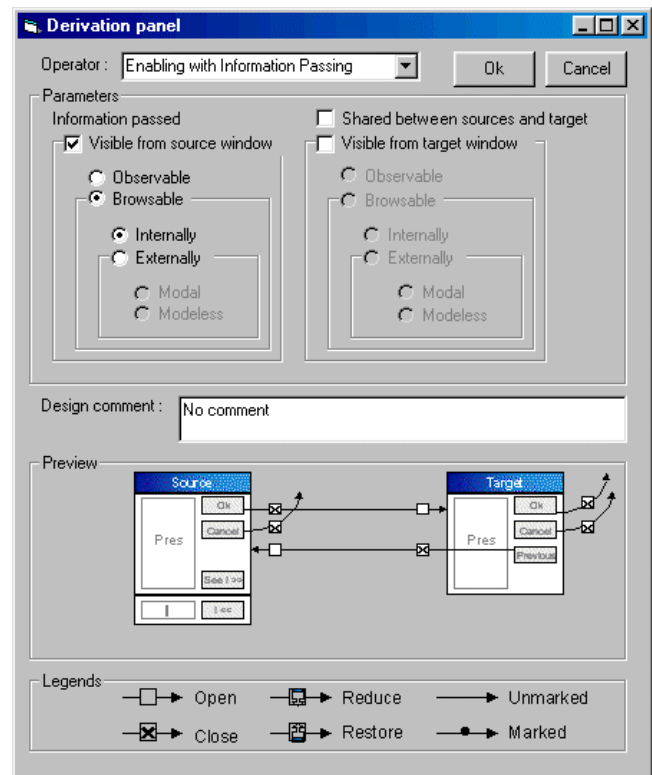 Derivation panel
Operator : Enabling with Information Passing Ok Cancel
Parameters
Information passed Shared between sources and target
Visible from source window Visible from target window
Observable Observable
Browsable Browsable
Internally Internally
Externally Externally
Modal Modal
Modeless Modeless
Design comment : No comment
Preview
Source Target
Ok Ok
Cancel Cancel
Pres Pres
Previous
See I >>
I I <<
Legends
Open Reduce Unmarked
Close Restore Marked